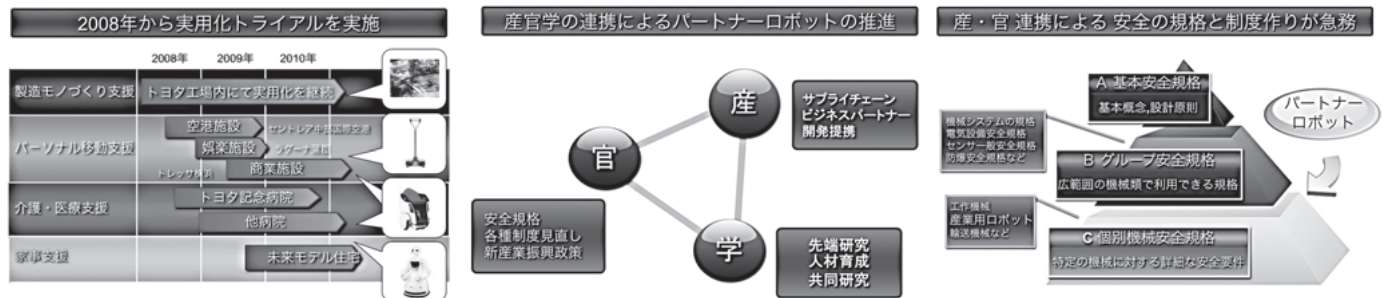 2008年から実用化トライアルを実施
2008年 2009年 2010年
製造モノづくり支援
トヨタ工場内にて実用化を継続
パーソナル移動支援
空港施設
セントレア中部国際空港
娯楽施設
ラグーナ蒲郡
トレッサ横浜
商業施設
介護・医療支援
トヨタ記念病院
他病院
家事支援
未来モデル住宅
産官学の連携によるパートナーロボットの推進
産
サプライチェーン
ビジネスパートナー
開発提携
官
安全規格
各種制度見直し
新産業振興政策
学
先端研究
人材育成
共同研究
産・官 連携による 安全の規格と制度作りが急務
A 基本安全規格
基本概念,設計原則
パートナー
ロボット
機械システムの規格
電気設備安全規格
センサ一般安全規格
防爆安全規格など
B グループ安全規格
広範囲の機械類で利用できる規格
工作機械
産業用ロボット
輸送機械など
C 個別機械安全規格
特定の機械に対する詳細な安全要件